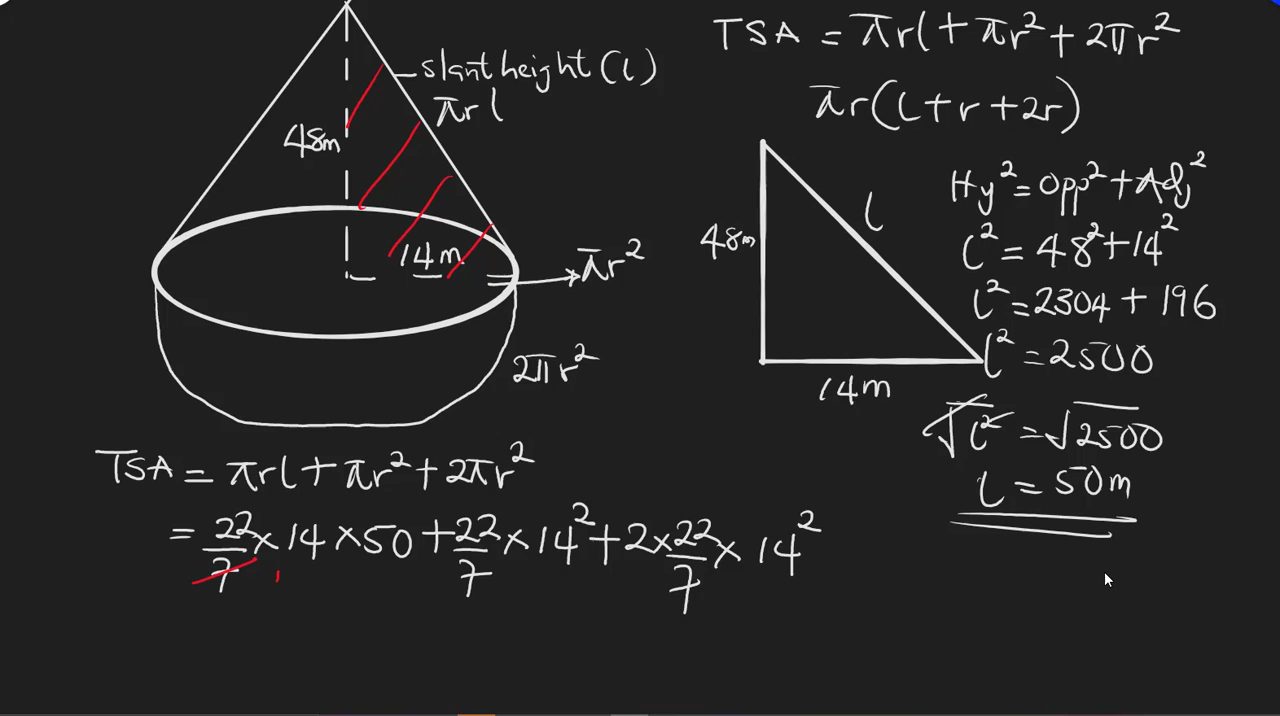 slant height (l)
πrl
48m
14m
πr²
2πr²
TSA = πrl + πr² + 2πr²
= 22/7 × 14 × 50 + 22/7 × 14² + 2 × 22/7 × 14²
TSA = πrl + πr² + 2πr²
πr(l + r + 2r)
48m
l
14m
Hy² = Opp² + Adj²
l² = 48² + 14²
l² = 2304 + 196
l² = 2500
√l² = √2500
l = 50m